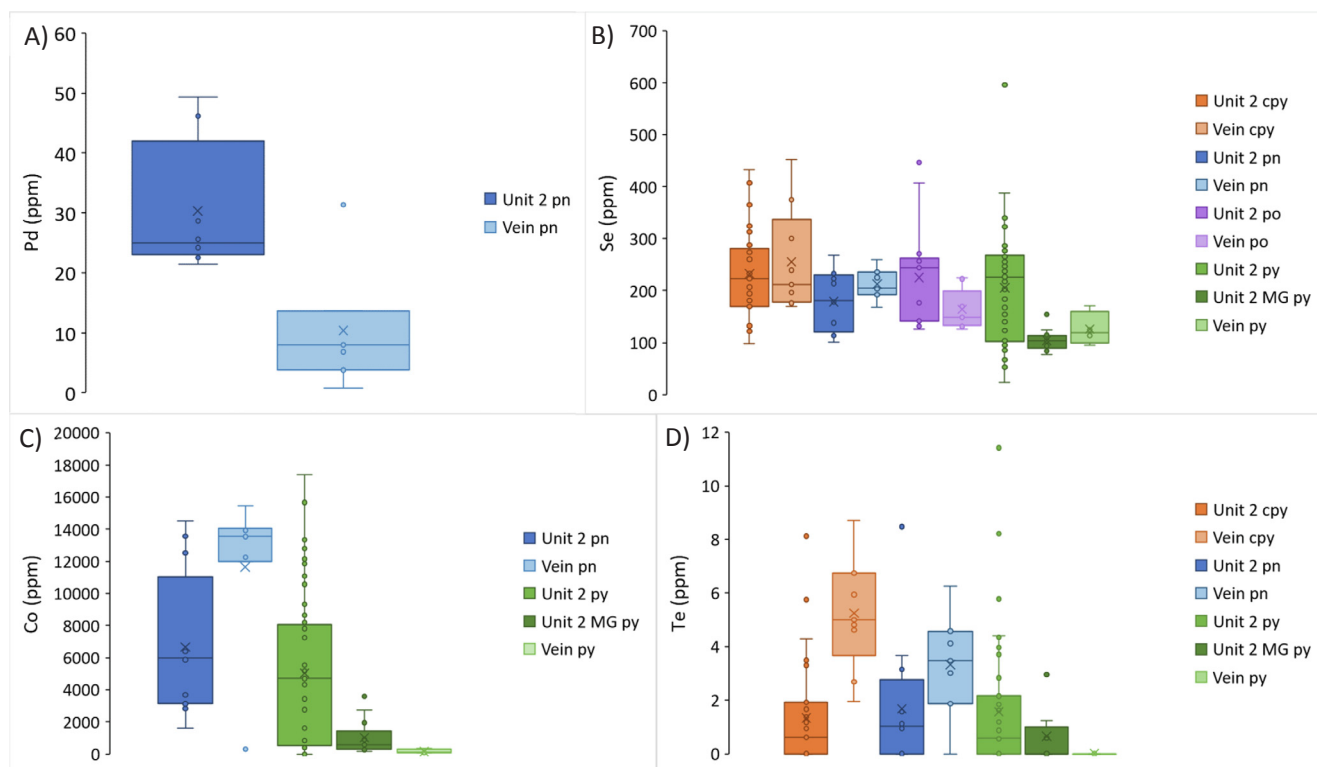 A)
Pd (ppm)
60
50
40
30
20
10
0
Unit 2 pn
Vein pn
B)
Se (ppm)
700
600
500
400
300
200
100
0
Unit 2 cpy
Vein cpy
Unit 2 pn
Vein pn
Unit 2 po
Vein po
Unit 2 py
Unit 2 MG py
Vein py
C)
Co (ppm)
20000
18000
16000
14000
12000
10000
8000
6000
4000
2000
0
Unit 2 pn
Vein pn
Unit 2 py
Unit 2 MG py
Vein py
D)
Te (ppm)
12
10
8
6
4
2
0
Unit 2 cpy
Vein cpy
Unit 2 pn
Vein pn
Unit 2 py
Unit 2 MG py
Vein py